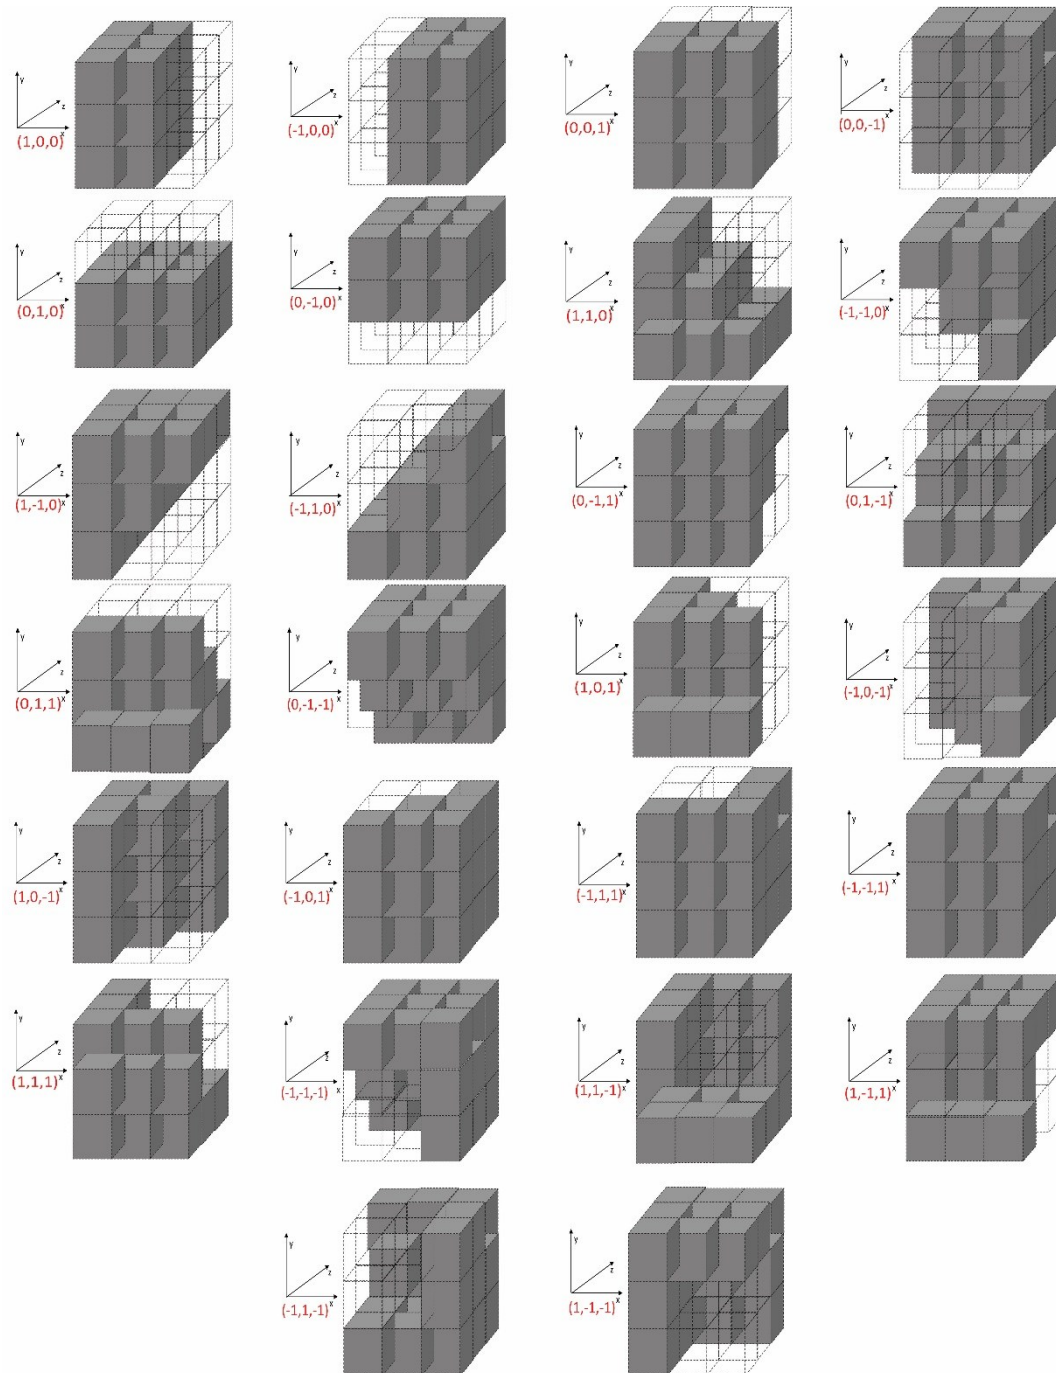 y z x (1,0,0)
y z x (-1,0,0)
y z x (0,0,1)
y z x (0,0,-1)
y z x (0,1,0)
y z x (0,-1,0)
y z x (1,1,0)
y z x (-1,-1,0)
y z x (1,-1,0)
y z x (-1,1,0)
y z x (0,-1,1)
y z x (0,1,-1)
y z x (0,1,1)
y z x (0,-1,-1)
y z x (1,0,1)
y z x (-1,0,-1)
y z x (1,0,-1)
y z x (-1,0,1)
y z x (-1,1,1)
y z x (-1,-1,1)
y z x (1,1,1)
y z x (-1,-1,-1)
y z x (1,1,-1)
y z x (1,-1,1)
y z x (-1,1,-1)
y z x (1,-1,-1)